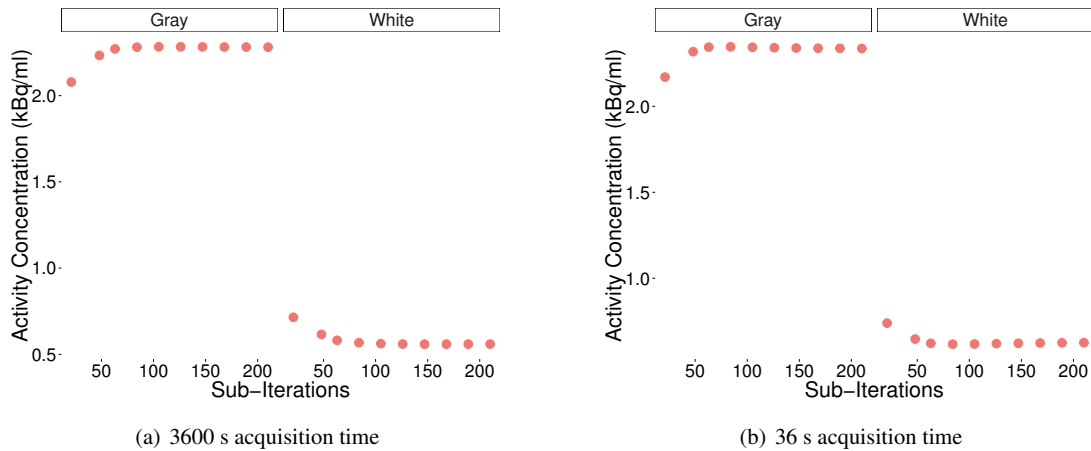 Gray
White
Activity Concentration (kBq/ml)
2.0
1.5
1.0
0.5
50 100 150 200 50 100 150 200
Sub−Iterations
(a) 3600 s acquisition time
Gray
White
Activity Concentration (kBq/ml)
2.0
1.5
1.0
50 100 150 200 50 100 150 200
Sub−Iterations
(b) 36 s acquisition time